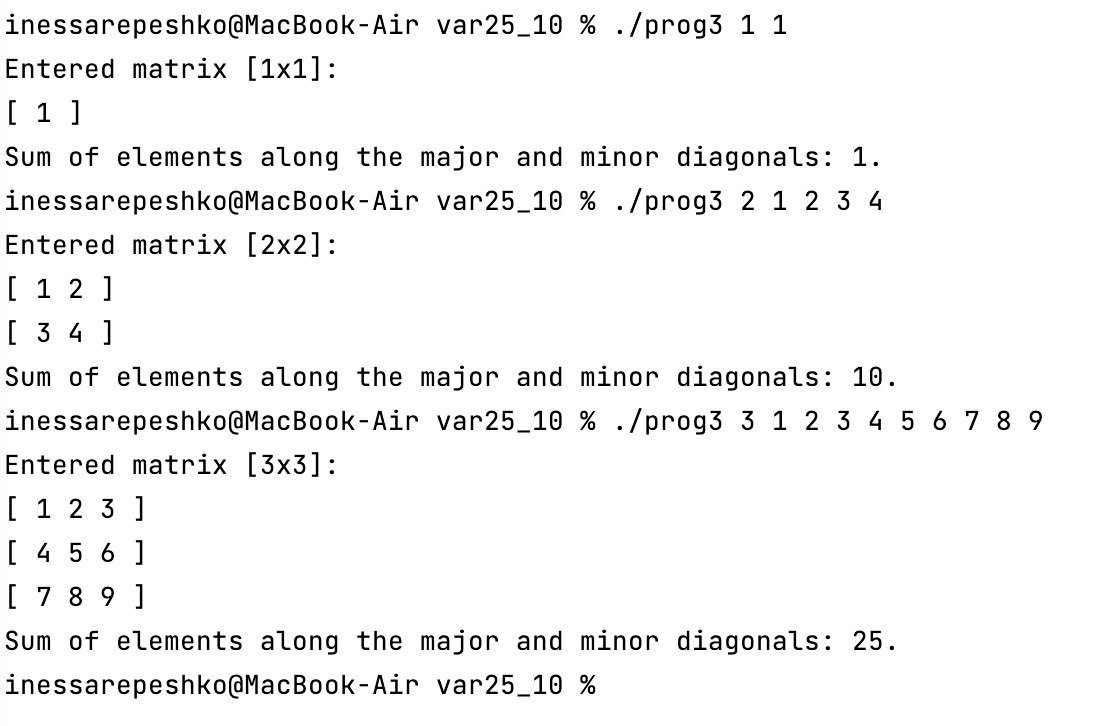 inessarepeshko@MacBook-Air var25_10 % ./prog3 1 1
Entered matrix [1x1]:
[ 1 ]
Sum of elements along the major and minor diagonals: 1.
inessarepeshko@MacBook-Air var25_10 % ./prog3 2 1 2 3 4
Entered matrix [2x2]:
[ 1 2 ]
[ 3 4 ]
Sum of elements along the major and minor diagonals: 10.
inessarepeshko@MacBook-Air var25_10 % ./prog3 3 1 2 3 4 5 6 7 8 9
Entered matrix [3x3]:
[ 1 2 3 ]
[ 4 5 6 ]
[ 7 8 9 ]
Sum of elements along the major and minor diagonals: 25.
inessarepeshko@MacBook-Air var25_10 %